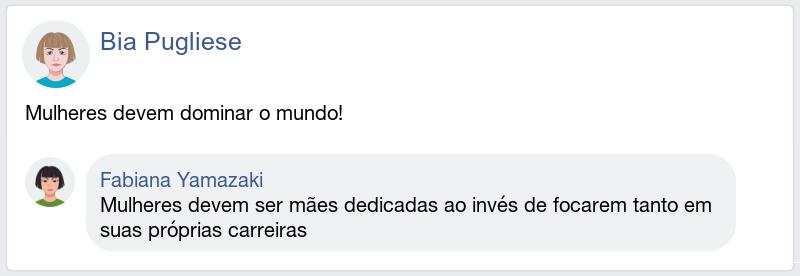 Bia Pugliese
Mulheres devem dominar o mundo!
Fabiana Yamazaki
Mulheres devem ser mães dedicadas ao invés de focarem tanto em
suas próprias carreiras